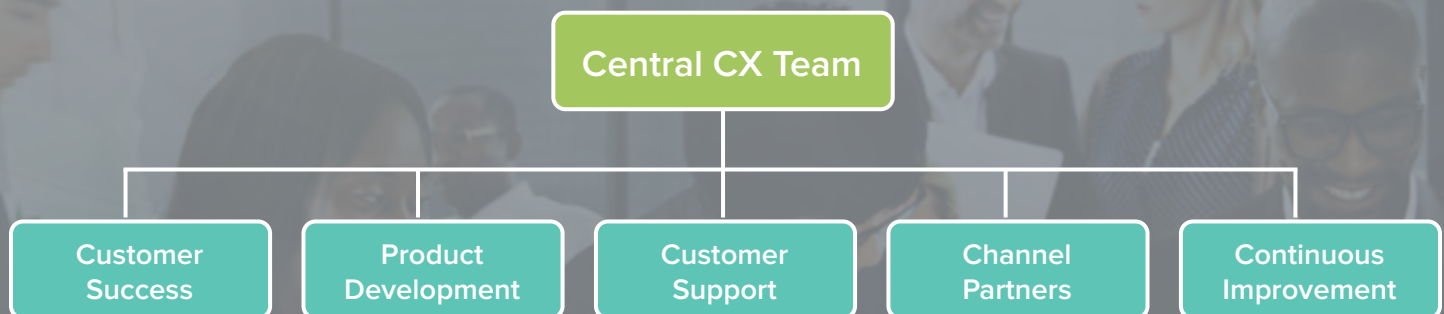 Central CX Team
Customer
Success
Product
Development
Customer
Support
Channel
Partners
Continuous
Improvement